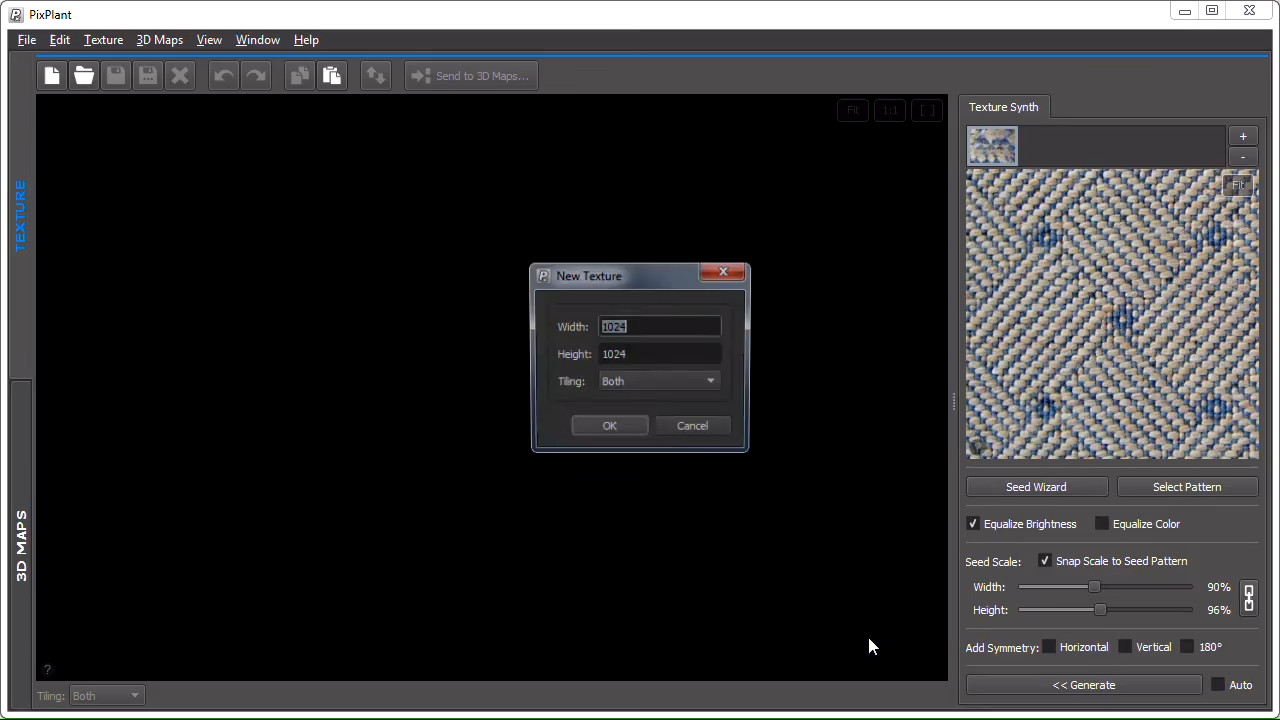 PixPlant
File Edit Texture 3D Maps View Window Help
Send to 3D Maps...
Fit 1:1 [ ]
Texture Synth
+
-
Fit
TEXTURE
3D MAPS
New Texture
Width: 1024
Height: 1024
Tiling: Both
OK Cancel
Seed Wizard Select Pattern
Equalize Brightness Equalize Color
Seed Scale: Snap Scale to Seed Pattern
Width: 90%
Height: 96%
Add Symmetry: Horizontal Vertical 180°
<< Generate Auto
?
Tiling: Both